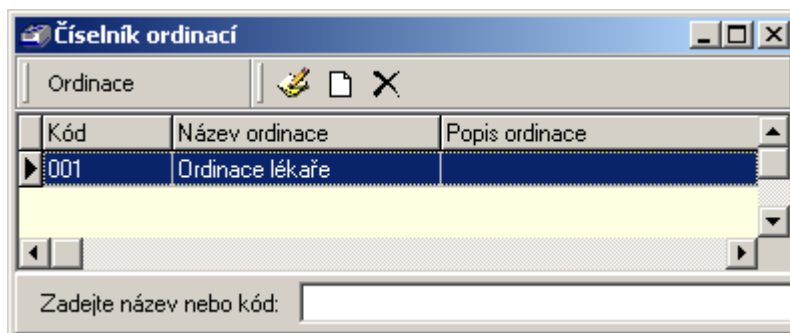 Číselník ordinací
Ordinace
Kód Název ordinace Popis ordinace
001 Ordinace lékaře
Zadejte název nebo kód: